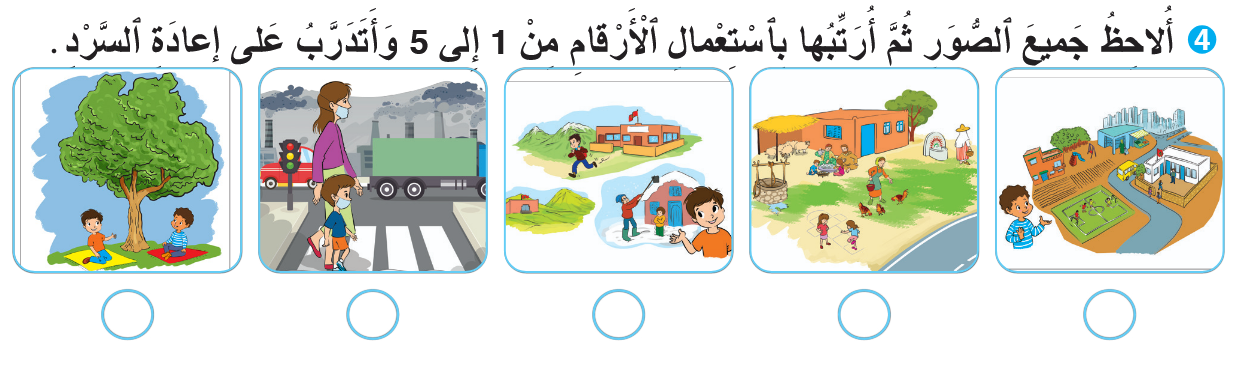 4 أُلاحِظُ جَميعَ ٱلصُّوَرِ ثُمَّ أُرَتِّبُها بِٱسْتِعْمالِ ٱلْأَرْقامِ مِنْ 1 إِلى 5 وَأَتَدَرَّبُ عَلى إِعادَةِ ٱلسَّرْدِ.